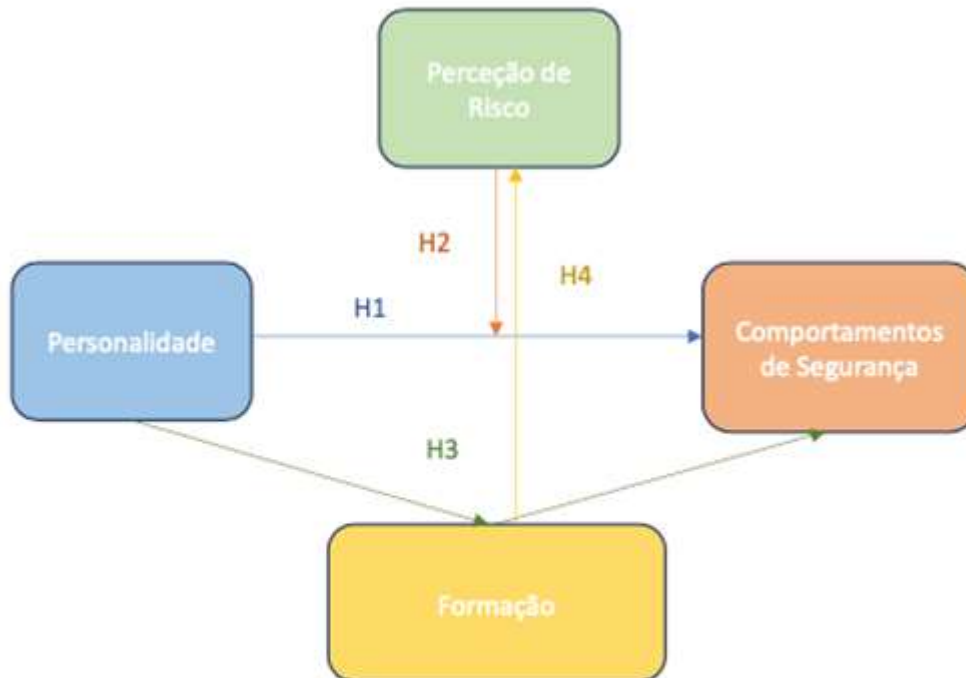 Perceção de
Risco
H2
H4
H1
Personalidade
Comportamentos
de Segurança
H3
Formação